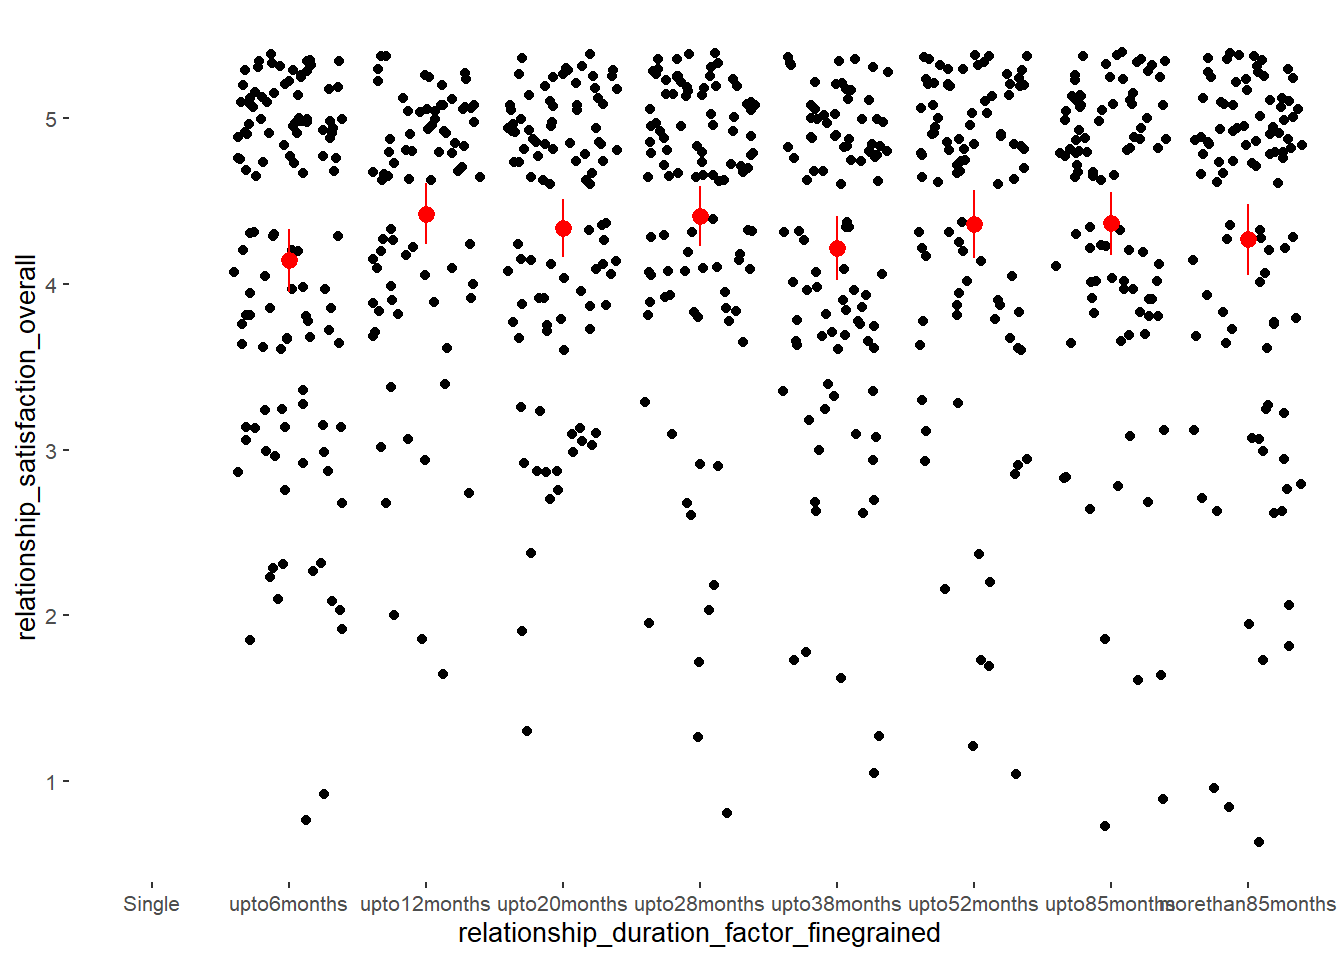 relationship_satisfaction_overall
5
4
3
2
1
Single upto6months upto12months upto20months upto28months upto38months upto52months upto85months morethan85months
relationship_duration_factor_finegrained